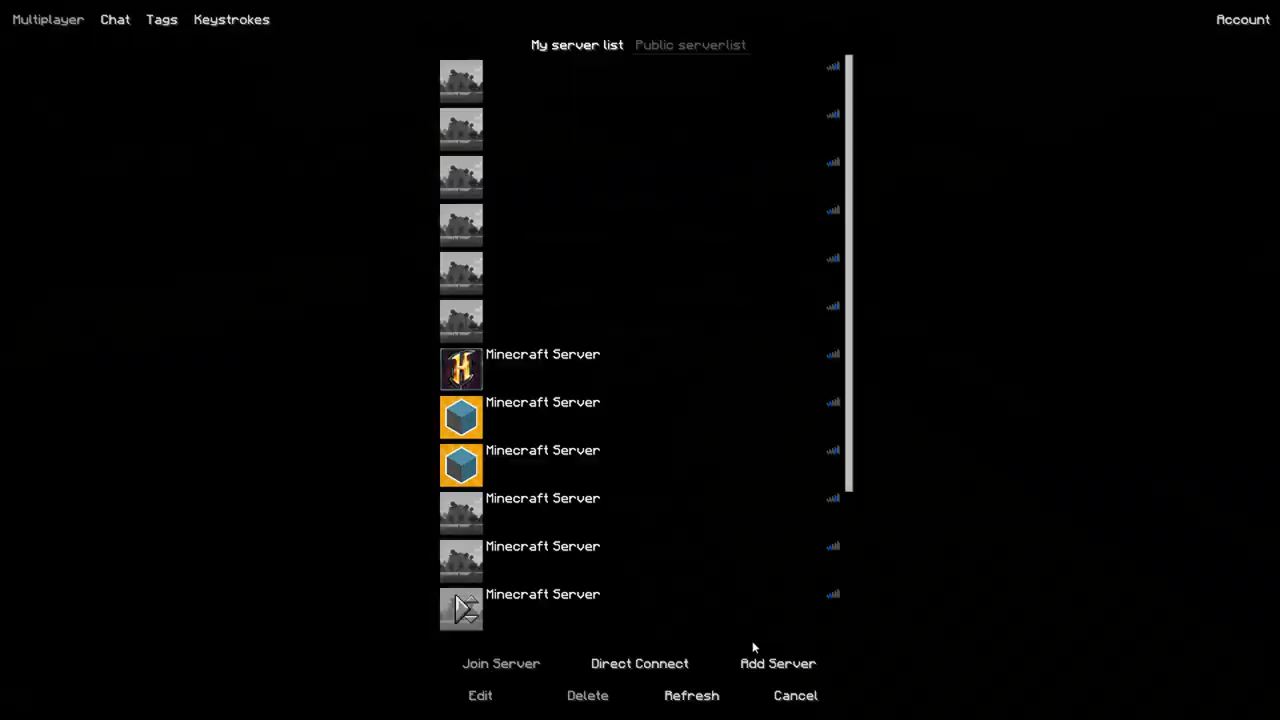 Multiplayer Chat Tags Keystrokes Account
My server list Public serverlist
Minecraft Server
Minecraft Server
Minecraft Server
Minecraft Server
Minecraft Server
Minecraft Server
Join Server Direct Connect Add Server
Edit Delete Refresh Cancel